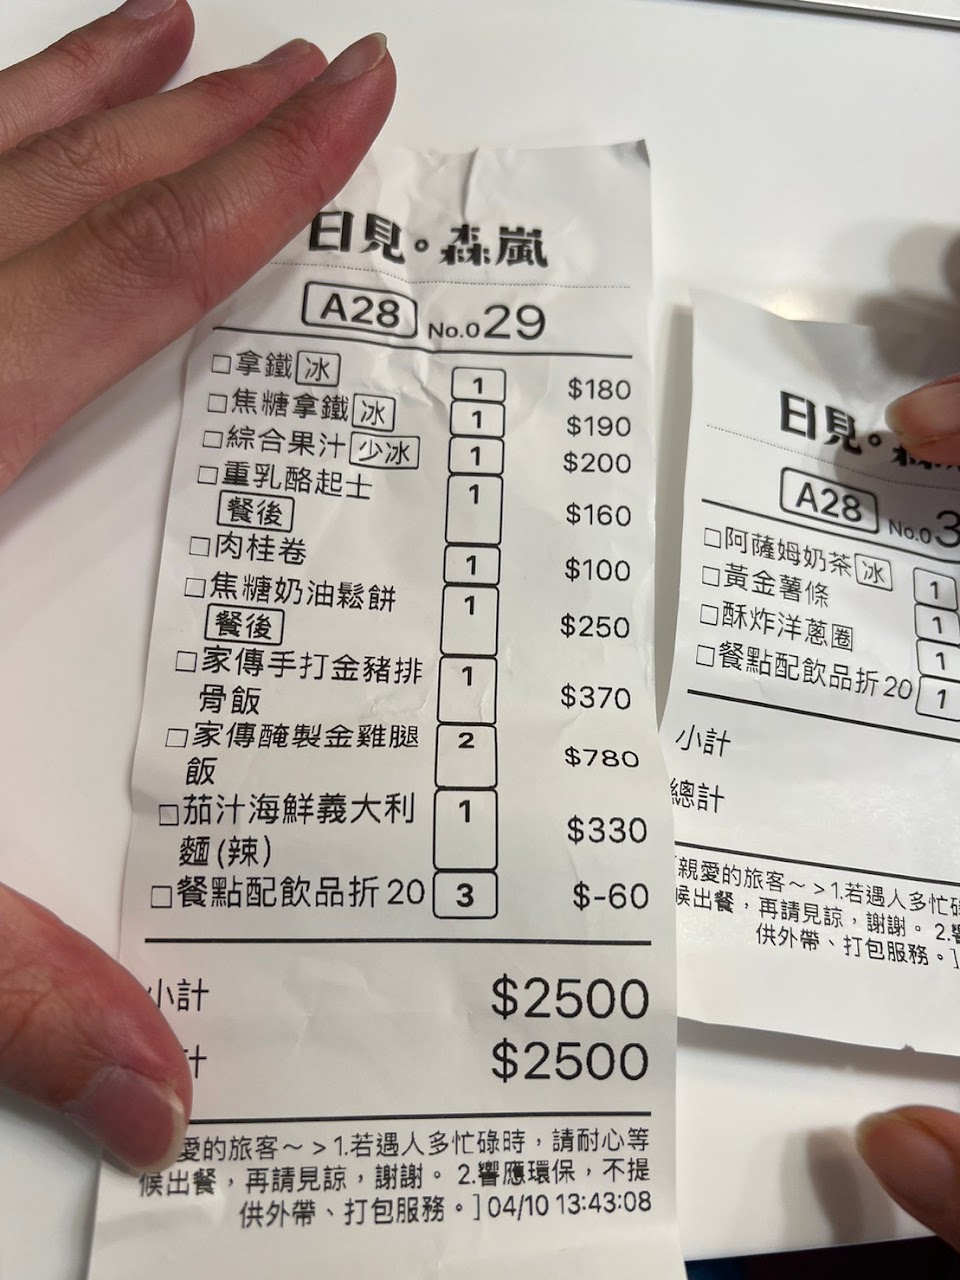 日見。森嵐
A28 No.029
□拿鐵 冰 1 $180
□焦糖拿鐵 冰 1 $190
□綜合果汁 少冰 1 $200
□重乳酪起士 1 $160
餐後
□肉桂卷 1 $100
□焦糖奶油鬆餅 1 $250
餐後
□家傳手打金豬排 1 $370
骨飯
□家傳醃製金雞腿 2 $780
飯
□茄汁海鮮義大利 1 $330
麵(辣)
□餐點配飲品折20 3 $-60
小計 $2500
計 $2500
愛的旅客～>1.若遇人多忙碌時，請耐心等
候出餐，再請見諒，謝謝。 2.響應環保，不提
供外帶、打包服務。]04/10 13:43:08
日見。森
A28 No.03
□阿薩姆奶茶 冰 1
□黃金薯條 1
□酥炸洋蔥圈 1
□餐點配飲品折20 1
小計
總計
親愛的旅客～>1.若遇人多忙
候出餐，再請見諒，謝謝。 2.
供外帶、打包服務。]